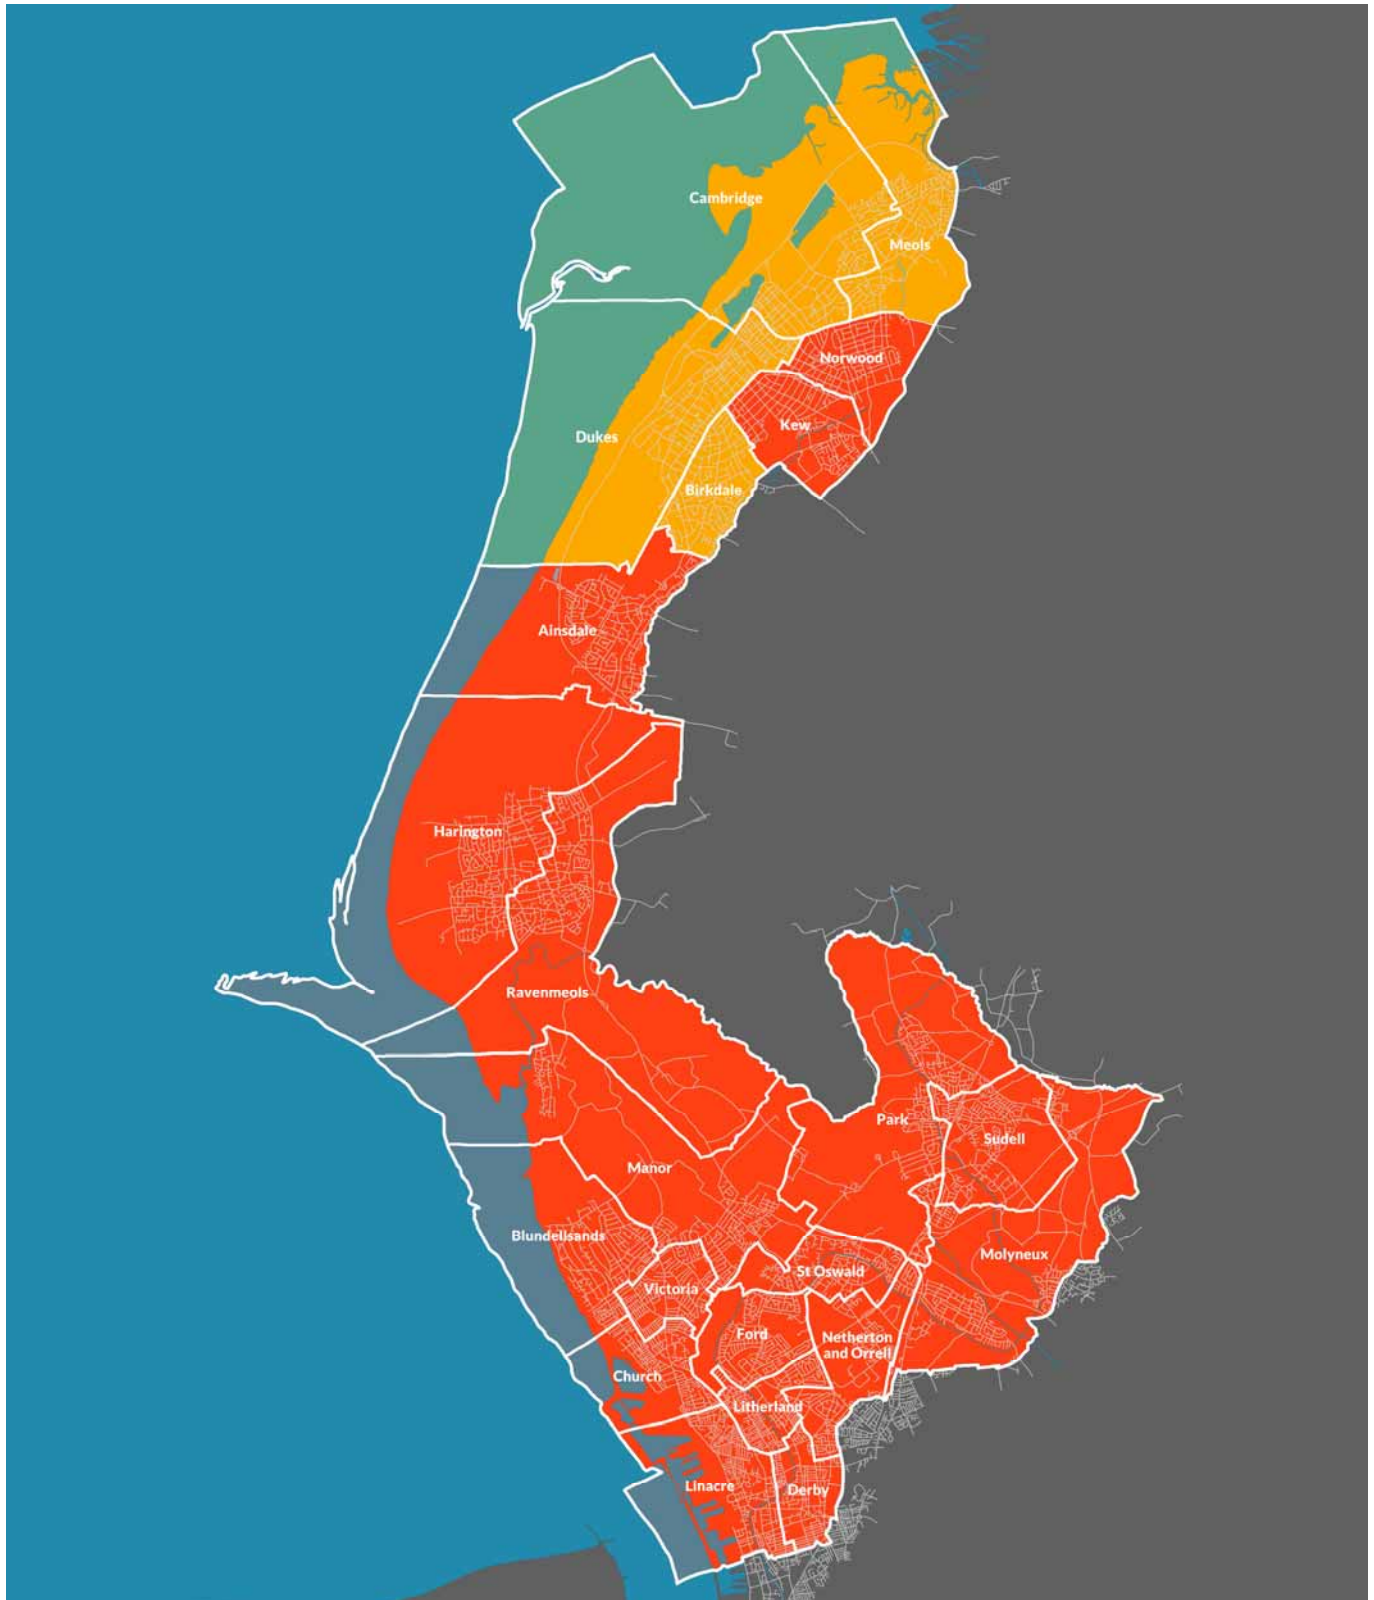 Cambridge
Meols
Norwood
Kew
Dukes
Birkdale
Ainsdale
Harington
Ravenmeols
Park
Sudell
Manor
Blundellsands
Molyneux
St Oswald
Victoria
Ford
Netherton
and Orrell
Church
Litherland
Linacre
Derby